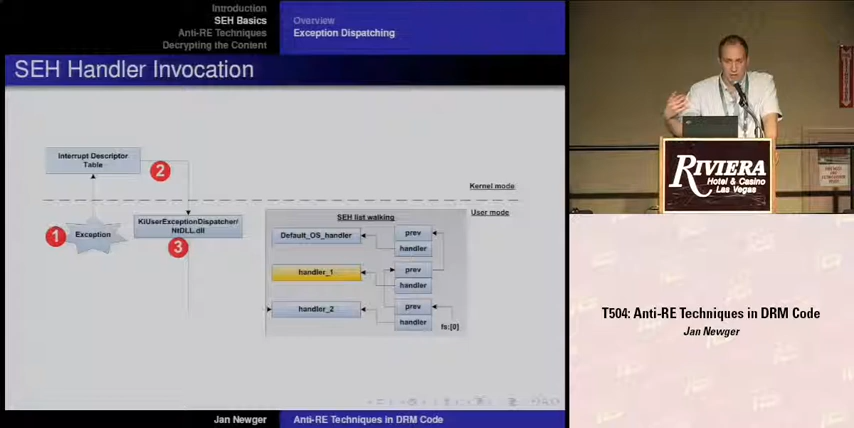 Introduction
SEH Basics
Anti-RE Techniques
Decrypting the Content
Overview
Exception Dispatching
SEH Handler Invocation
Interrupt Descriptor
Table
2
Kernel mode
User mode
1
Exception
KiUserExceptionDispatcher/
NtDLL.dll
3
SEH list walking
Default_OS_handler
prev
handler
handler_1
prev
handler
handler_2
prev
handler
fs:[0]
Jan Newger
Anti-RE Techniques in DRM Code
RIVIERA
Hotel & Casino
Las Vegas
T504: Anti-RE Techniques in DRM Code
Jan Newger